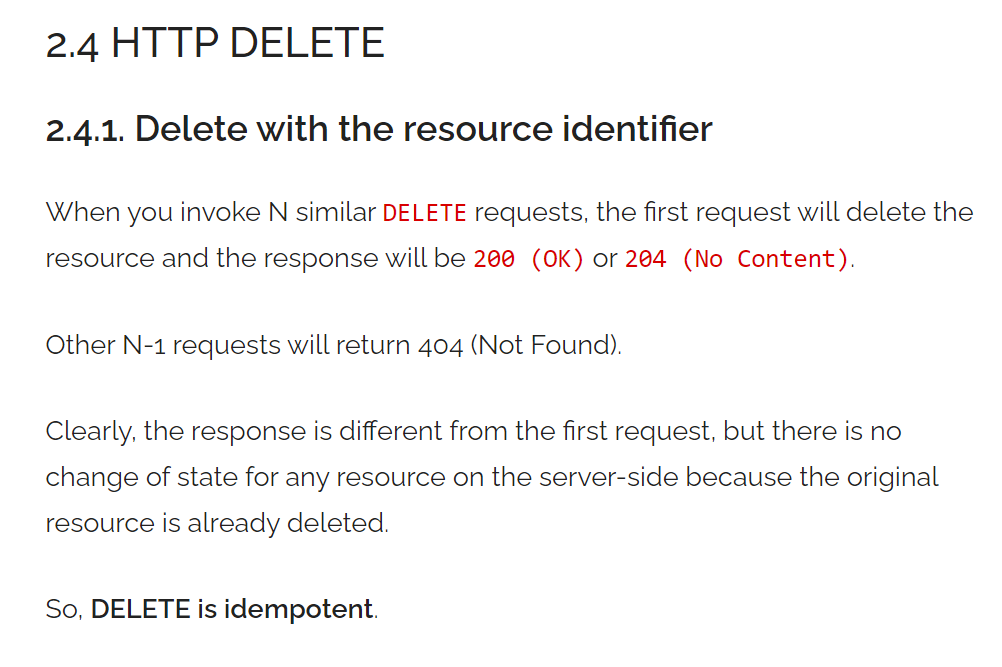 2.4 HTTP DELETE
2.4.1. Delete with the resource identifier
When you invoke N similar DELETE requests, the first request will delete the
resource and the response will be 200 (OK) or 204 (No Content).
Other N-1 requests will return 404 (Not Found).
Clearly, the response is different from the first request, but there is no
change of state for any resource on the server-side because the original
resource is already deleted.
So, DELETE is idempotent.